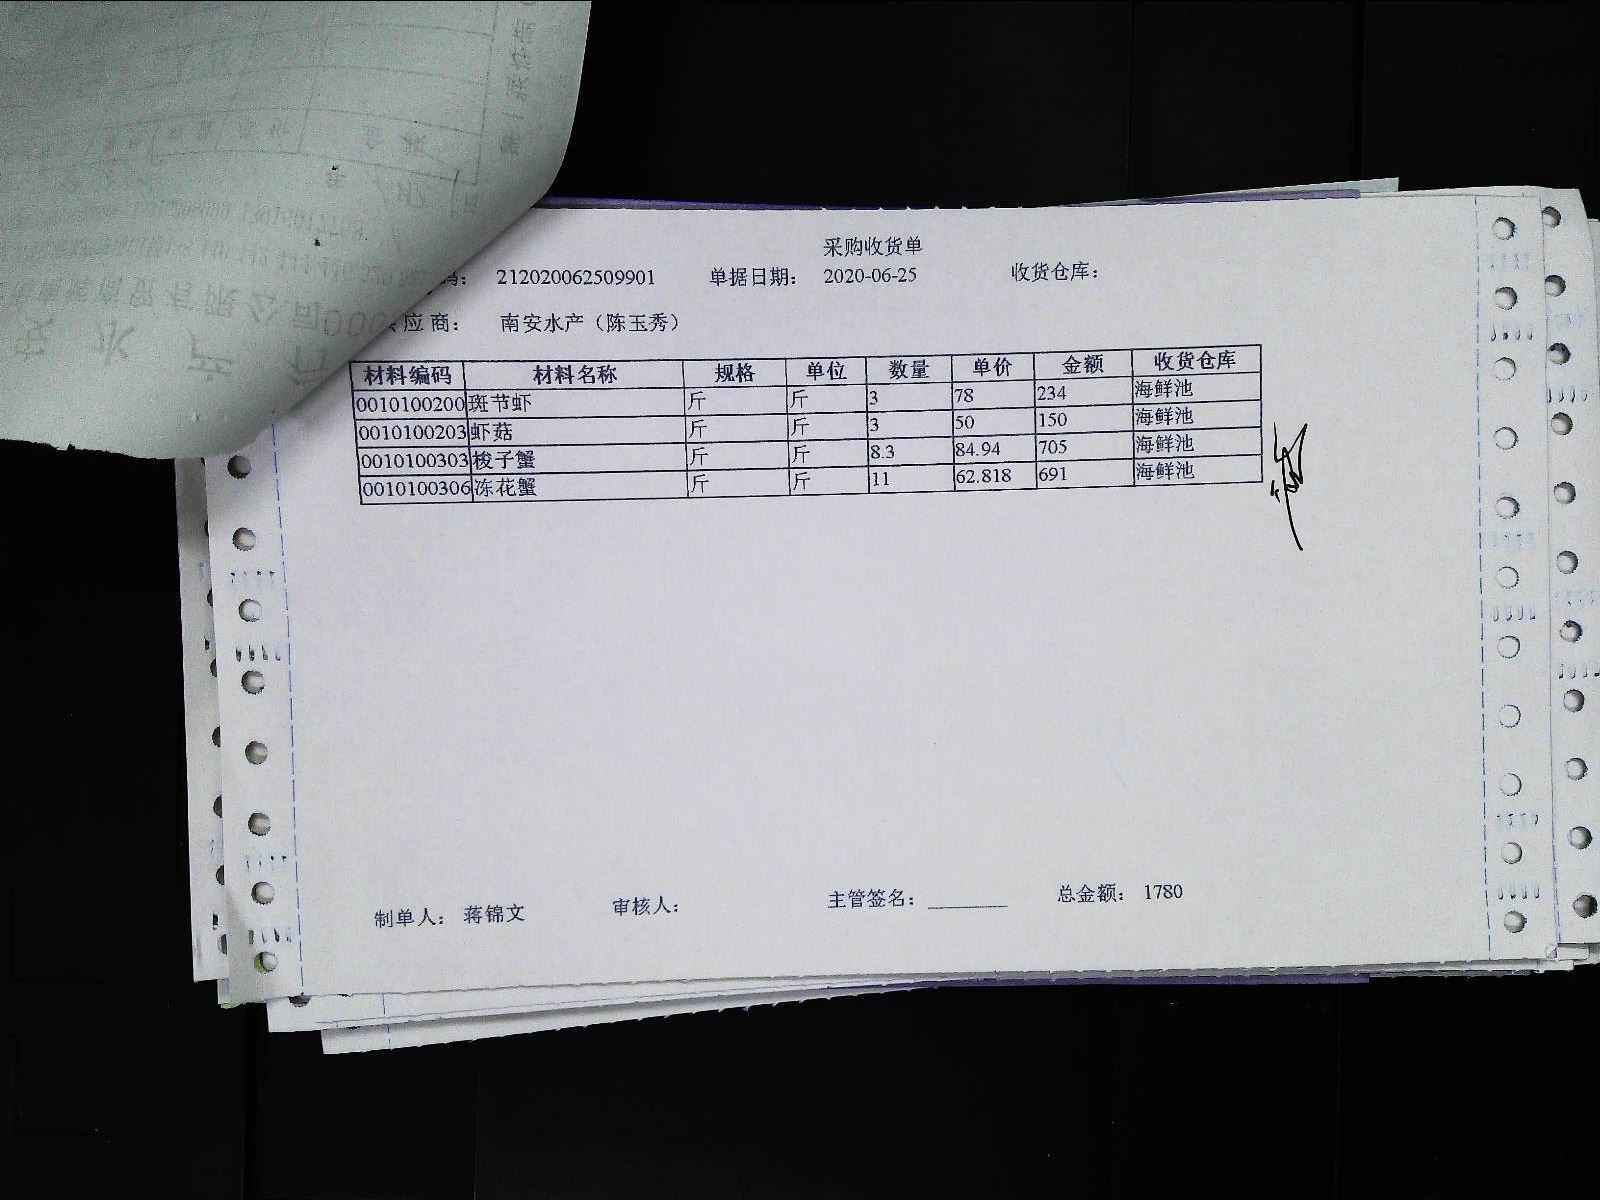 采购收货单
码： 212020062509901 单据日期： 2020-06-25 收货仓库：
应商： 南安水产（陈玉秀）
材料编码 材料名称 规格 单位 数量 单价 金额 收货仓库
0010100200 斑节虾 斤 斤 3 78 234 海鲜池
0010100203 虾菇 斤 斤 3 50 150 海鲜池
0010100303 梭子蟹 斤 斤 8.3 84.94 705 海鲜池
0010100306 冻花蟹 斤 斤 11 62.818 691 海鲜池
制单人： 蒋锦文 审核人： 主管签名： 总金额： 1780